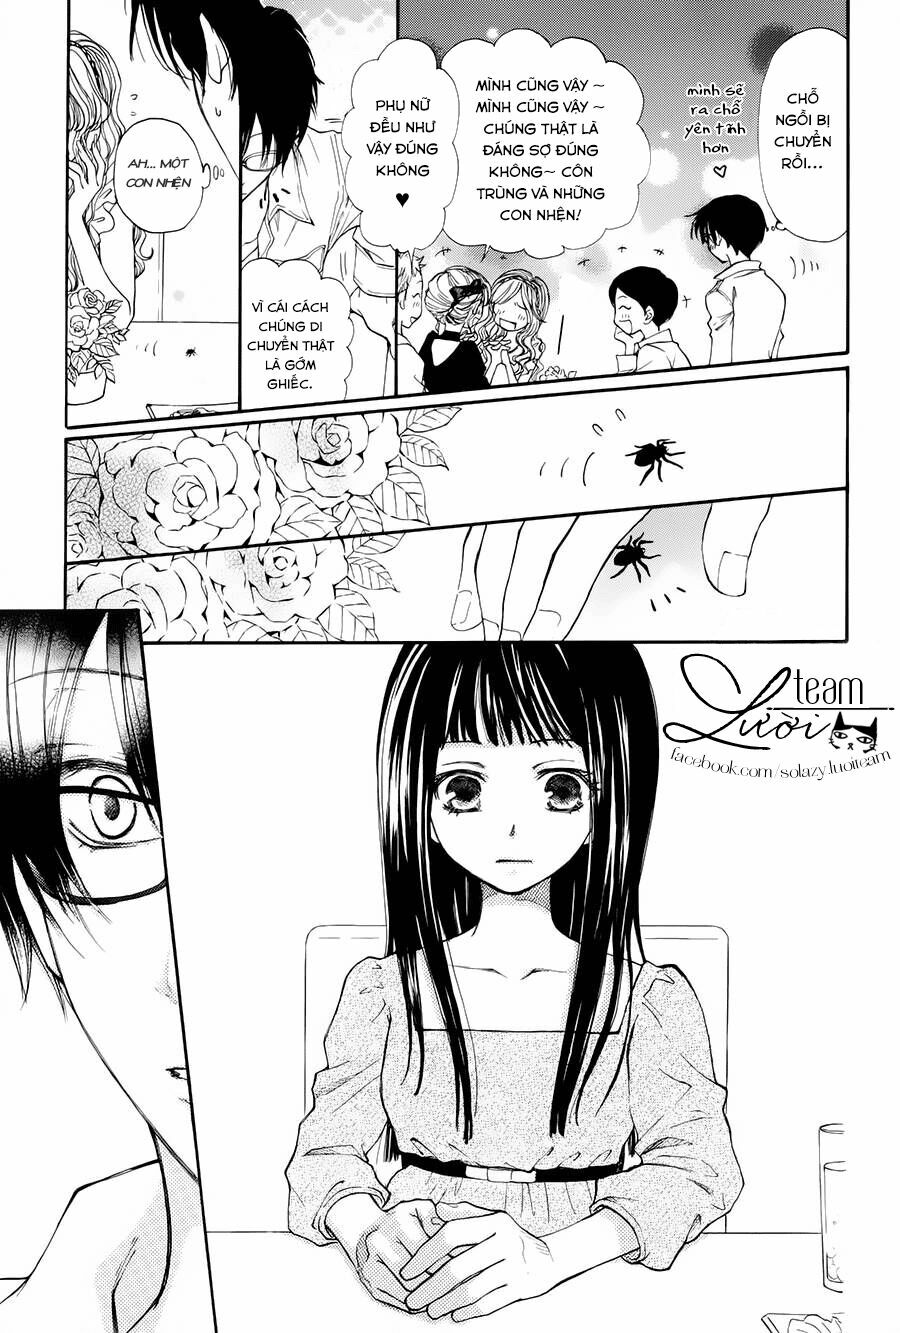 CHỖ
NGỒI BỊ
CHUYỂN
RỒI...
mình sẽ
ra chỗ
yên tĩnh
hơn
♡
MÌNH CŨNG VẬY ~
MÌNH CŨNG VẬY ~
CHÚNG THẬT LÀ
ĐÁNG SỢ ĐÚNG
KHÔNG~ CÔN
TRÙNG VÀ NHỮNG
CON NHỆN!
PHỤ NỮ
ĐỀU NHƯ
VẬY ĐÚNG
KHÔNG
♥
VÌ CÁI CÁCH
CHÚNG DI
CHUYỂN THẬT
LÀ GỚM
GHIẾC.
AH... MỘT
CON NHỆN
team
Lười
facebook.com/solazy.luoiteam